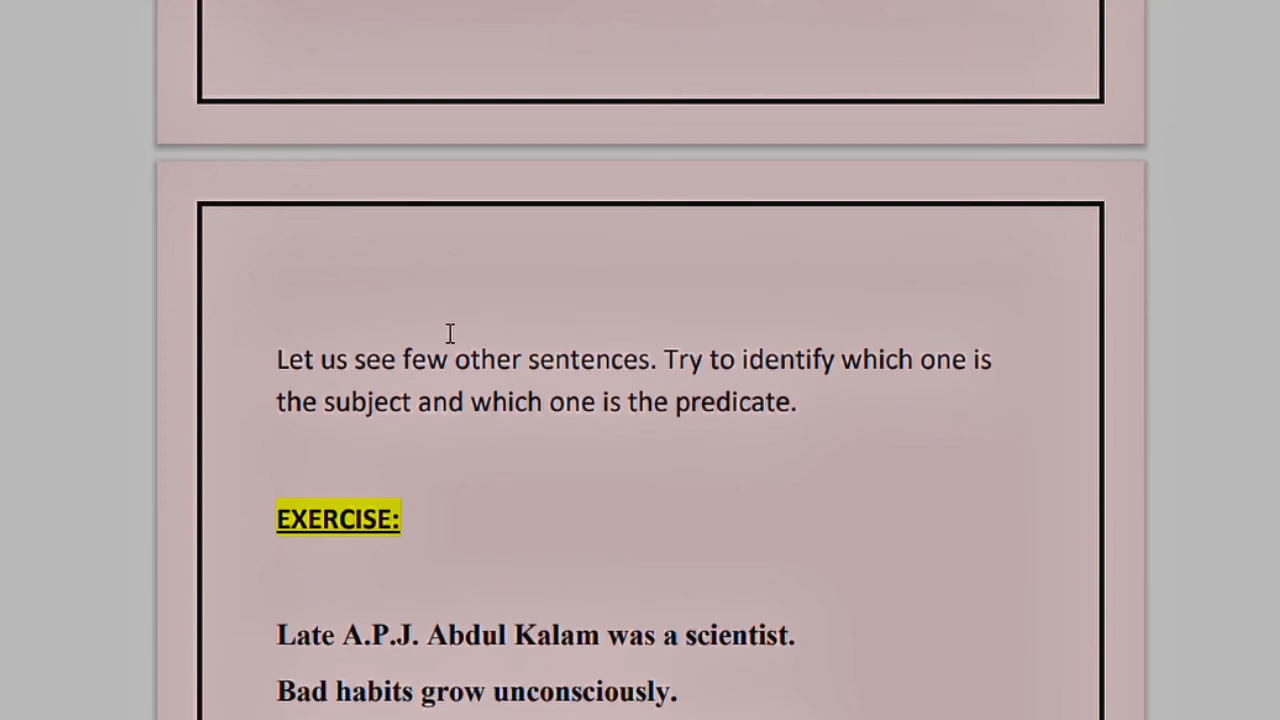 Let us see few other sentences. Try to identify which one is
the subject and which one is the predicate.
EXERCISE:
Late A.P.J. Abdul Kalam was a scientist.
Bad habits grow unconsciously.